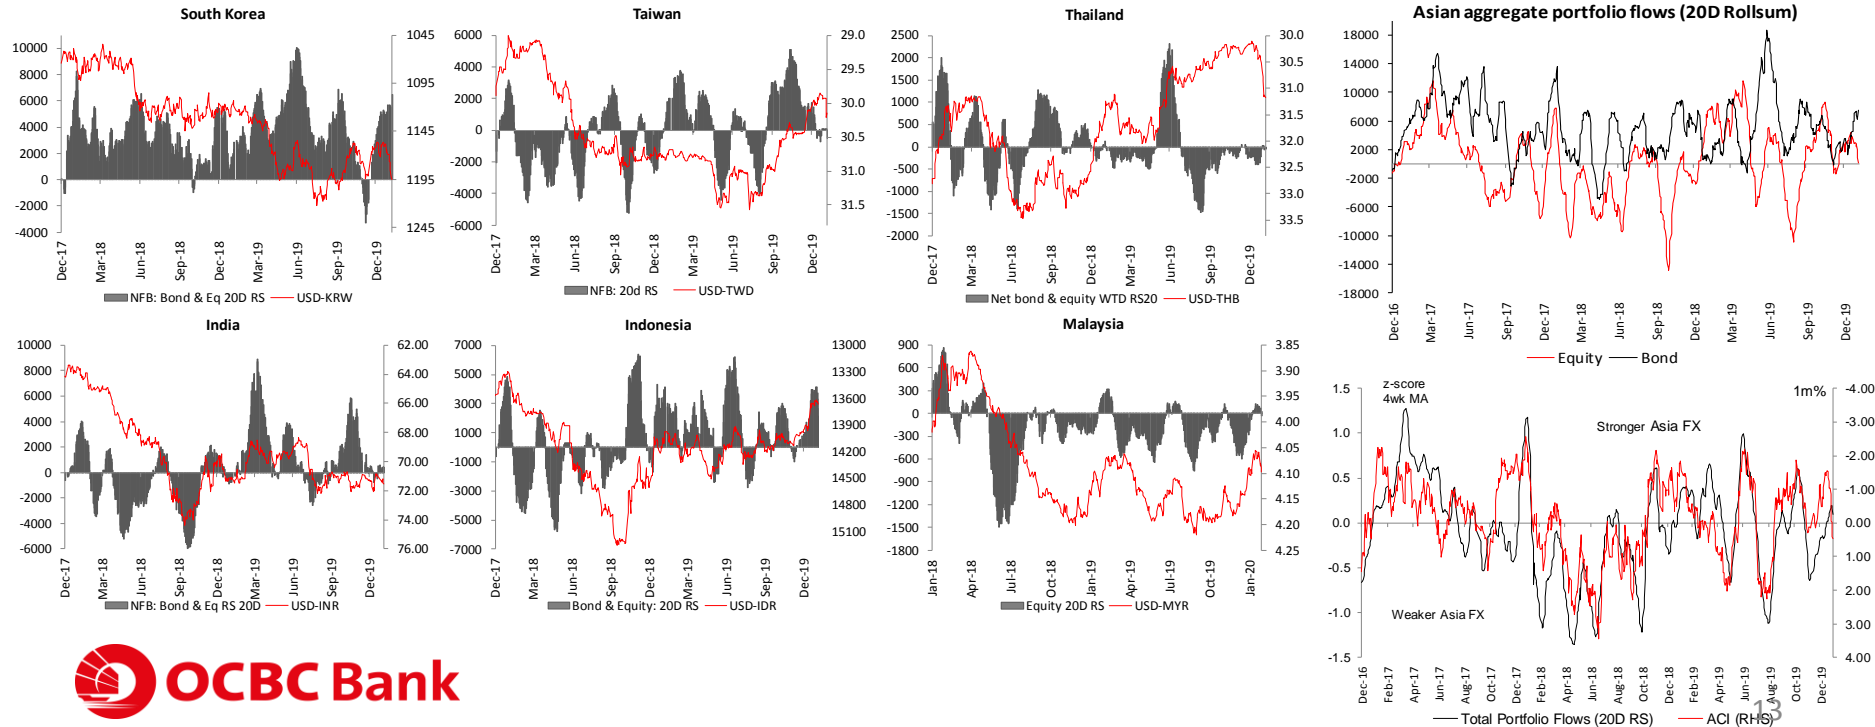 South Korea
10000
8000
6000
4000
2000
0
-2000
-4000
1045
1095
1145
1195
1245
Dec-17
Mar-18
Jun-18
Sep-18
Dec-18
Mar-19
Jun-19
Sep-19
Dec-19
NFB: Bond & Eq 20D RS
USD-KRW
Taiwan
6000
4000
2000
0
-2000
-4000
-6000
29.0
29.5
30.0
30.5
31.0
31.5
Dec-17
Mar-18
Jun-18
Sep-18
Dec-18
Mar-19
Jun-19
Sep-19
Dec-19
NFB: 20d RS
USD-TWD
Thailand
2500
2000
1500
1000
500
0
-500
-1000
-1500
-2000
30.0
30.5
31.0
31.5
32.0
32.5
33.0
33.5
Dec-17
Mar-18
Jun-18
Sep-18
Dec-18
Mar-19
Jun-19
Sep-19
Dec-19
Net bond & equity WTD RS20
USD-THB
Asian aggregate portfolio flows (20D Rollsum)
18000
14000
10000
6000
2000
-2000
-6000
-10000
-14000
-18000
Dec-16
Mar-17
Jun-17
Sep-17
Dec-17
Mar-18
Jun-18
Sep-18
Dec-18
Mar-19
Jun-19
Sep-19
Dec-19
Equity
Bond
India
10000
8000
6000
4000
2000
0
-2000
-4000
-6000
62.00
64.00
66.00
68.00
70.00
72.00
74.00
76.00
Dec-17
Mar-18
Jun-18
Sep-18
Dec-18
Mar-19
Jun-19
Sep-19
Dec-19
NFB: Bond & Eq RS 20D
USD-INR
Indonesia
7000
5000
3000
1000
-1000
-3000
-5000
-7000
13000
13300
13600
13900
14200
14500
14800
15100
Dec-17
Mar-18
Jun-18
Sep-18
Dec-18
Mar-19
Jun-19
Sep-19
Dec-19
Bond & Equity: 20D RS
USD-IDR
Malaysia
900
600
300
0
-300
-600
-900
-1200
-1500
-1800
3.85
3.90
3.95
4.00
4.05
4.10
4.15
4.20
4.25
Jan-18
Apr-18
Jul-18
Oct-18
Jan-19
Apr-19
Jul-19
Oct-19
Jan-20
Equity 20D RS
USD-MYR
1.5
1.0
0.5
0.0
-0.5
-1.0
-1.5
z-score
4wk MA
1m%
Stronger Asia FX
Weaker Asia FX
-4.00
-3.00
-2.00
-1.00
0.00
1.00
2.00
3.00
4.00
Dec-16
Feb-17
Apr-17
Jun-17
Aug-17
Oct-17
Dec-17
Feb-18
Apr-18
Jun-18
Aug-18
Oct-18
Dec-18
Feb-19
Apr-19
Jun-19
Aug-19
Oct-19
Dec-19
Total Portfolio Flows (20D RS)
ACI (RHS)
13
OCBC Bank